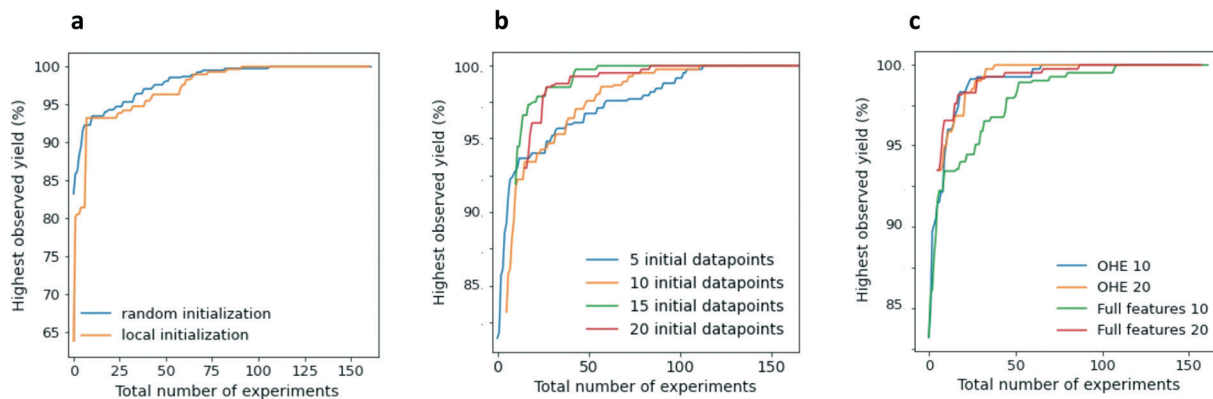 a
100
95
90
85
80
75
70
65
Highest observed yield (%)
random initialization
local initialization
0 25 50 75 100 125 150
Total number of experiments
b
100
95
90
85
Highest observed yield (%)
5 initial datapoints
10 initial datapoints
15 initial datapoints
20 initial datapoints
0 50 100 150
Total number of experiments
c
100
95
90
85
Highest observed yield (%)
OHE 10
OHE 20
Full features 10
Full features 20
0 50 100 150
Total number of experiments